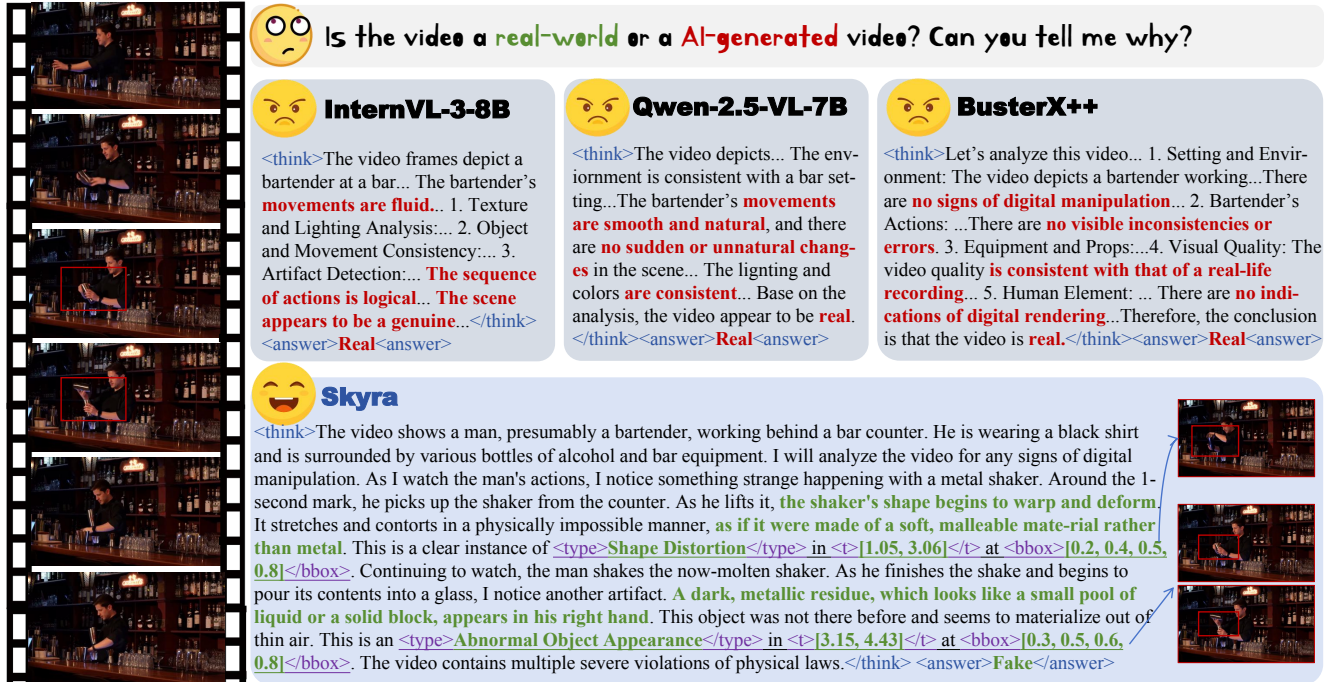 Is the video a real-world or a AI-generated video? Can you tell me why?
InternVL-3-8B
<think>The video frames depict a
bartender at a bar... The bartender's
movements are fluid... 1. Texture
and Lighting Analysis:... 2. Object
and Movement Consistency:... 3.
Artifact Detection:... The sequence
of actions is logical... The scene
appears to be a genuine...</think>
<answer>Real<answer>
Qwen-2.5-VL-7B
<think>The video depicts... The env-
iornment is consistent with a bar set-
ting...The bartender's movements
are smooth and natural, and there
are no sudden or unnatural chang-
es in the scene... The lignting and
colors are consistent... Base on the
analysis, the video appear to be real.
</think><answer>Real<answer>
BusterX++
<think>Let's analyze this video... 1. Setting and Envir-
onment: The video depicts a bartender working...There
are no signs of digital manipulation... 2. Bartender's
Actions: ...There are no visible inconsistencies or
errors. 3. Equipment and Props:...4. Visual Quality: The
video quality is consistent with that of a real-life
recording... 5. Human Element: ... There are no indi-
cations of digital rendering...Therefore, the conclusion
is that the video is real.</think><answer>Real<answer>
Skyra
<think>The video shows a man, presumably a bartender, working behind a bar counter. He is wearing a black shirt
and is surrounded by various bottles of alcohol and bar equipment. I will analyze the video for any signs of digital
manipulation. As I watch the man's actions, I notice something strange happening with a metal shaker. Around the 1-
second mark, he picks up the shaker from the counter. As he lifts it, the shaker's shape begins to warp and deform.
It stretches and contorts in a physically impossible manner, as if it were made of a soft, malleable mate-rial rather
than metal. This is a clear instance of <type>Shape Distortion</type> in <t>[1.05, 3.06]</t> at <bbox>[0.2, 0.4, 0.5,
0.8]</bbox>. Continuing to watch, the man shakes the now-molten shaker. As he finishes the shake and begins to
pour its contents into a glass, I notice another artifact. A dark, metallic residue, which looks like a small pool of
liquid or a solid block, appears in his right hand. This object was not there before and seems to materialize out of
thin air. This is an <type>Abnormal Object Appearance</type> in <t>[3.15, 4.43]</t> at <bbox>[0.3, 0.5, 0.6,
0.8]</bbox>. The video contains multiple severe violations of physical laws.</think> <answer>Fake</answer>